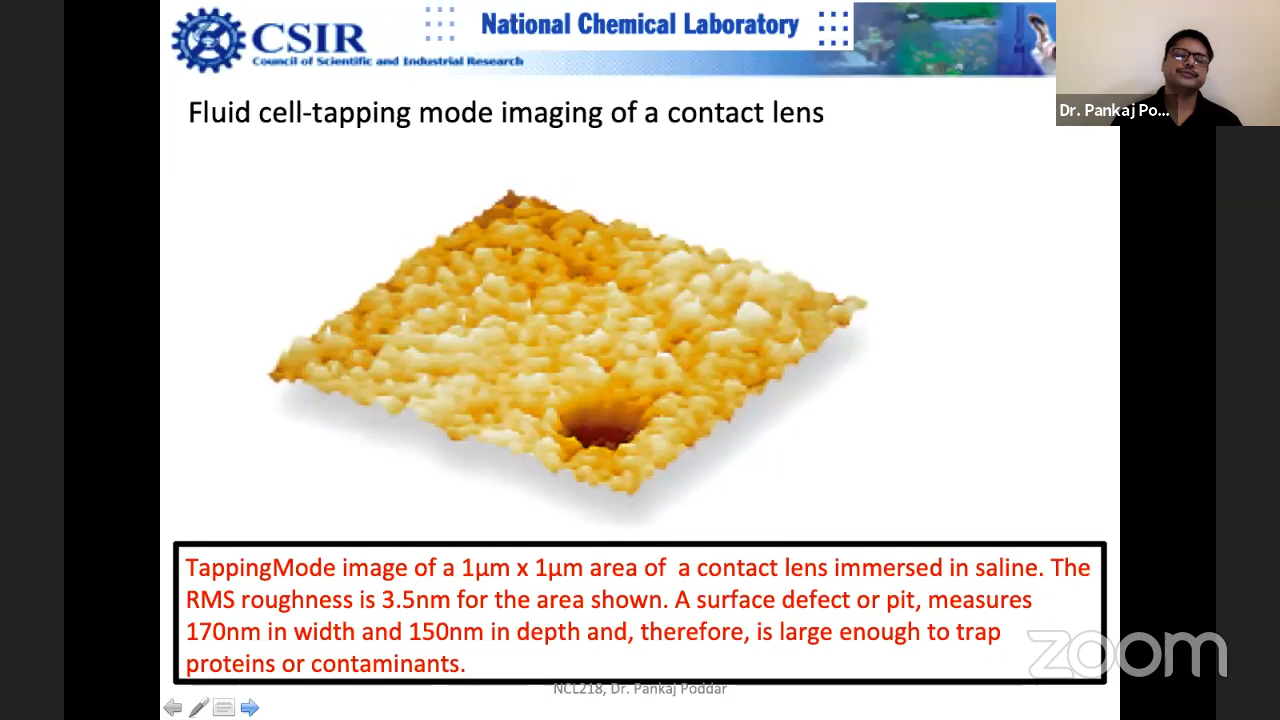 CSIR
Council of Scientific and Industrial Research
National Chemical Laboratory
Dr. Pankaj Po...
Fluid cell-tapping mode imaging of a contact lens
TappingMode image of a 1µm x 1µm area of  a contact lens immersed in saline. The
RMS roughness is 3.5nm for the area shown. A surface defect or pit, measures
170nm in width and 150nm in depth and, therefore, is large enough to trap
proteins or contaminants.
zoom
NCL218, Dr. Pankaj Poddar